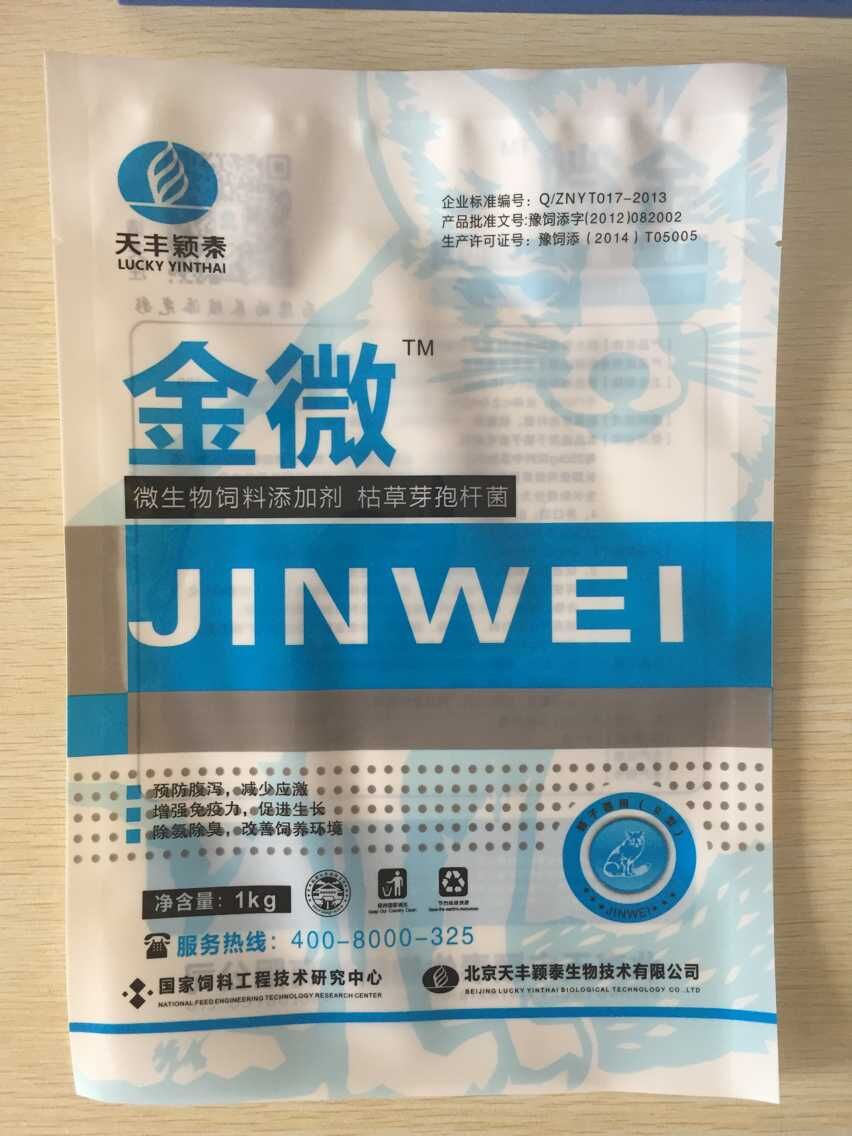 企业标准编号：Q/ZNYT017-2013
产品批准文号:豫饲添字(2012)082002
生产许可证号：豫饲添（2014）T05005
天丰颖泰
LUCKY YINTHAI
金微™
微生物饲料添加剂 枯草芽孢杆菌
JINWEI
预防腹泻，减少应激
增强免疫力，促进生长
除氨除臭，改善饲养环境
JINWEI
净含量：1kg
Keep Our Country Clean
服务热线：400-8000-325
国家饲料工程技术研究中心
NATIONAL FEED ENGINEERING TECHNOLOGY RESEARCH CENTER
北京天丰颖泰生物技术有限公司
BEIJING LUCKY YINTHAI BIOLOGICAL TECHNOLOGY CO.,LTD